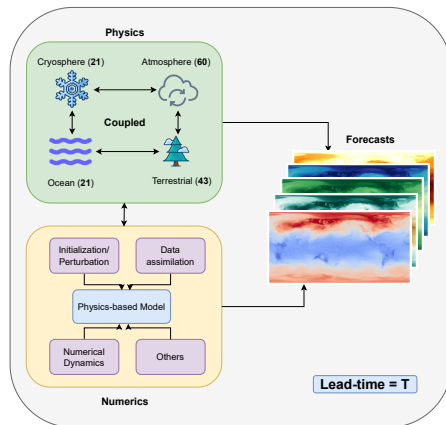 Physics
Cryosphere (21)
Atmosphere (60)
Coupled
Ocean (21)
Terrestrial (43)
Forecasts
Initialization/
Perturbation
Data
assimilation
Physics-based Model
Numerical
Dynamics
Others
Numerics
Lead-time = T